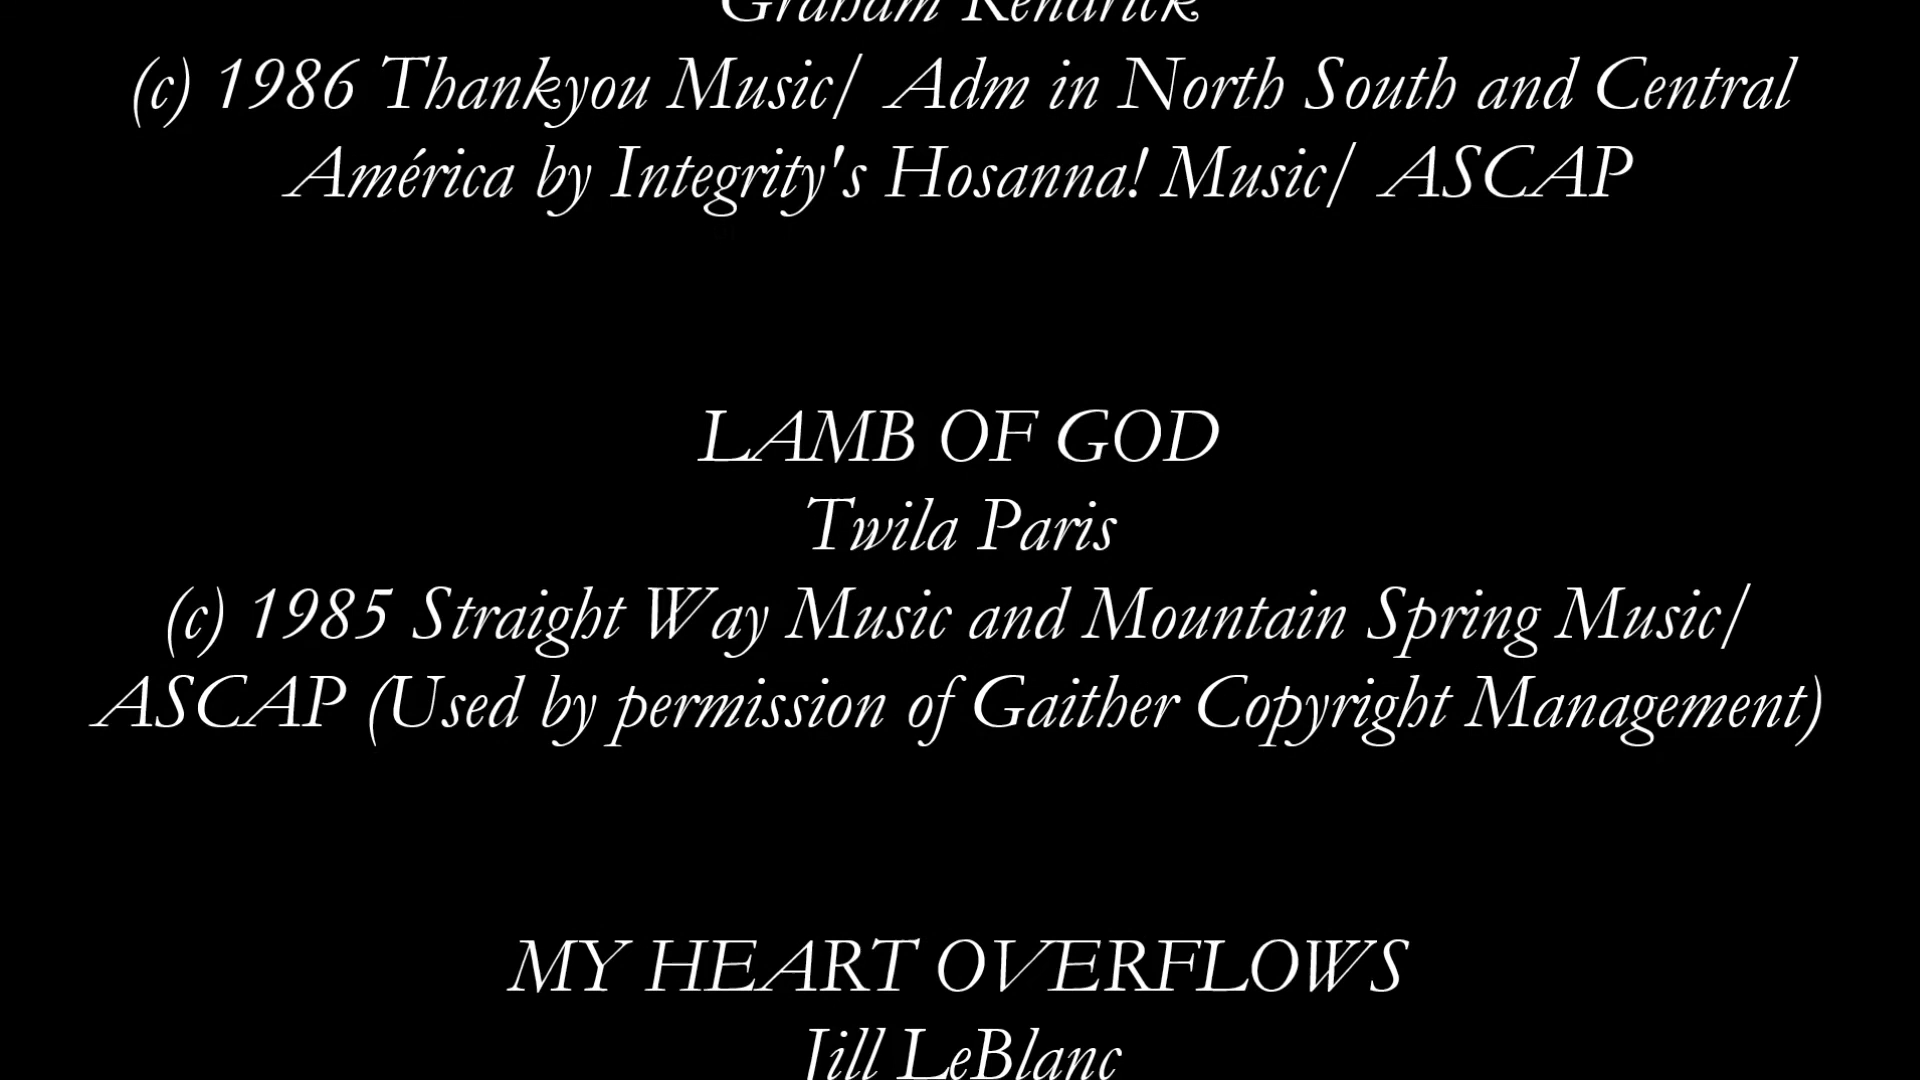 Graham Kendrick
(c) 1986 Thankyou Music/ Adm in North South and Central
América by Integrity's Hosanna! Music/ ASCAP
LAMB OF GOD
Twila Paris
(c) 1985 Straight Way Music and Mountain Spring Music/
ASCAP (Used by permission of Gaither Copyright Management)
MY HEART OVERFLOWS
Jill LeBlanc